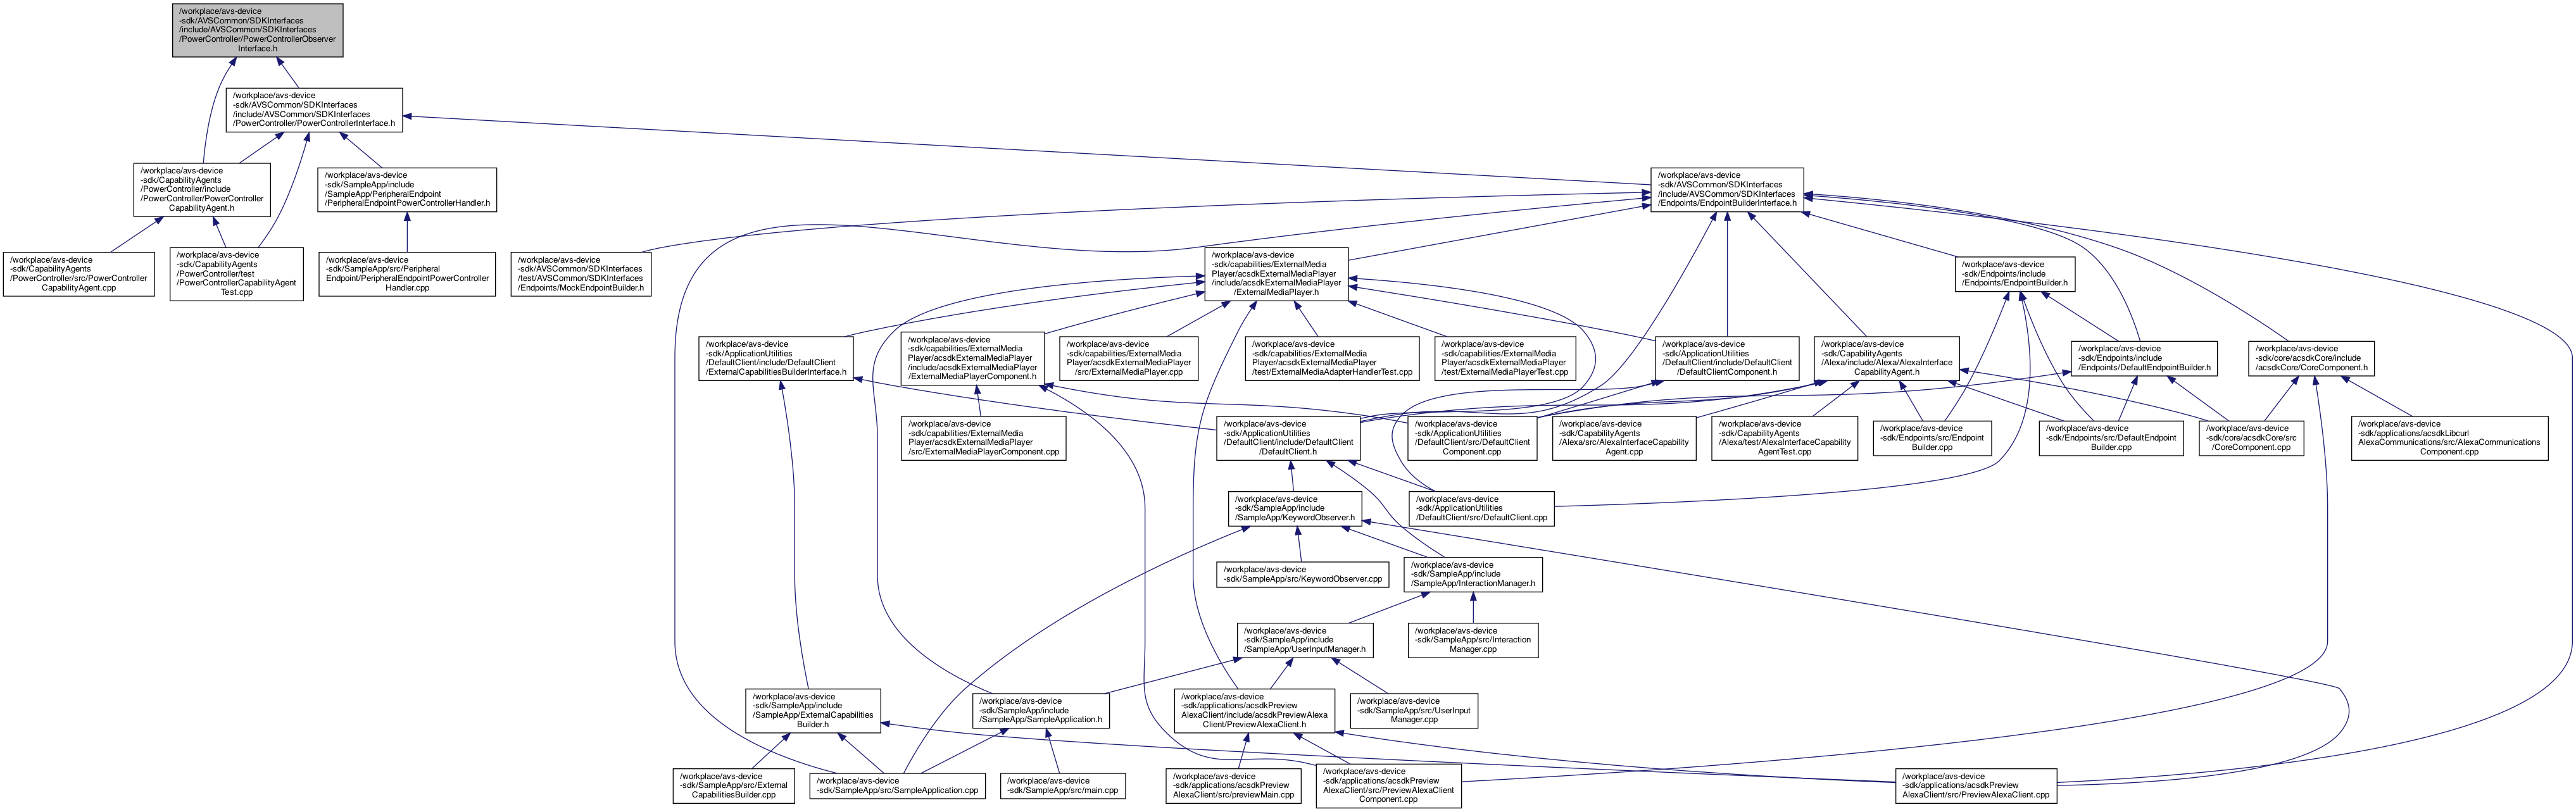 /workplace/avs-device
-sdk/AVSCommon/SDKInterfaces
/include/AVSCommon/SDKInterfaces
/PowerController/PowerControllerObserver
Interface.h
/workplace/avs-device
-sdk/AVSCommon/SDKInterfaces
/include/AVSCommon/SDKInterfaces
/PowerController/PowerControllerInterface.h
/workplace/avs-device
-sdk/CapabilityAgents
/PowerController/include
/PowerController/PowerController
CapabilityAgent.h
/workplace/avs-device
-sdk/SampleApp/include
/SampleApp/PeripheralEndpoint
/PeripheralEndpointPowerControllerHandler.h
/workplace/avs-device
-sdk/AVSCommon/SDKInterfaces
/include/AVSCommon/SDKInterfaces
/Endpoints/EndpointBuilderInterface.h
/workplace/avs-device
-sdk/CapabilityAgents
/PowerController/src/PowerController
CapabilityAgent.cpp
/workplace/avs-device
-sdk/CapabilityAgents
/PowerController/test
/PowerControllerCapabilityAgent
Test.cpp
/workplace/avs-device
-sdk/SampleApp/src/Peripheral
Endpoint/PeripheralEndpointPowerController
Handler.cpp
/workplace/avs-device
-sdk/AVSCommon/SDKInterfaces
/test/AVSCommon/SDKInterfaces
/Endpoints/MockEndpointBuilder.h
/workplace/avs-device
-sdk/capabilities/ExternalMedia
Player/acsdkExternalMediaPlayer
/include/acsdkExternalMediaPlayer
/ExternalMediaPlayer.h
/workplace/avs-device
-sdk/Endpoints/include
/Endpoints/EndpointBuilder.h
/workplace/avs-device
-sdk/ApplicationUtilities
/DefaultClient/include/DefaultClient
/ExternalCapabilitiesBuilderInterface.h
/workplace/avs-device
-sdk/capabilities/ExternalMedia
Player/acsdkExternalMediaPlayer
/include/acsdkExternalMediaPlayer
/ExternalMediaPlayerComponent.h
/workplace/avs-device
-sdk/capabilities/ExternalMedia
Player/acsdkExternalMediaPlayer
/src/ExternalMediaPlayer.cpp
/workplace/avs-device
-sdk/capabilities/ExternalMedia
Player/acsdkExternalMediaPlayer
/test/ExternalMediaAdapterHandlerTest.cpp
/workplace/avs-device
-sdk/capabilities/ExternalMedia
Player/acsdkExternalMediaPlayer
/test/ExternalMediaPlayerTest.cpp
/workplace/avs-device
-sdk/ApplicationUtilities
/DefaultClient/include/DefaultClient
/DefaultClientComponent.h
/workplace/avs-device
-sdk/CapabilityAgents
/Alexa/include/Alexa/AlexaInterface
CapabilityAgent.h
/workplace/avs-device
-sdk/Endpoints/include
/Endpoints/DefaultEndpointBuilder.h
/workplace/avs-device
-sdk/core/acsdkCore/include
/acsdkCore/CoreComponent.h
/workplace/avs-device
-sdk/capabilities/ExternalMedia
Player/acsdkExternalMediaPlayer
/src/ExternalMediaPlayerComponent.cpp
/workplace/avs-device
-sdk/ApplicationUtilities
/DefaultClient/include/DefaultClient
/DefaultClient.h
/workplace/avs-device
-sdk/ApplicationUtilities
/DefaultClient/src/DefaultClient
Component.cpp
/workplace/avs-device
-sdk/CapabilityAgents
/Alexa/src/AlexaInterfaceCapability
Agent.cpp
/workplace/avs-device
-sdk/CapabilityAgents
/Alexa/test/AlexaInterfaceCapability
AgentTest.cpp
/workplace/avs-device
-sdk/Endpoints/src/Endpoint
Builder.cpp
/workplace/avs-device
-sdk/Endpoints/src/DefaultEndpoint
Builder.cpp
/workplace/avs-device
-sdk/core/acsdkCore/src
/CoreComponent.cpp
/workplace/avs-device
-sdk/applications/acsdkLibcurl
AlexaCommunications/src/AlexaCommunications
Component.cpp
/workplace/avs-device
-sdk/SampleApp/include
/SampleApp/KeywordObserver.h
/workplace/avs-device
-sdk/ApplicationUtilities
/DefaultClient/src/DefaultClient.cpp
/workplace/avs-device
-sdk/SampleApp/src/KeywordObserver.cpp
/workplace/avs-device
-sdk/SampleApp/include
/SampleApp/InteractionManager.h
/workplace/avs-device
-sdk/SampleApp/include
/SampleApp/UserInputManager.h
/workplace/avs-device
-sdk/SampleApp/src/Interaction
Manager.cpp
/workplace/avs-device
-sdk/SampleApp/include
/SampleApp/ExternalCapabilities
Builder.h
/workplace/avs-device
-sdk/SampleApp/include
/SampleApp/SampleApplication.h
/workplace/avs-device
-sdk/applications/acsdkPreview
AlexaClient/include/acsdkPreviewAlexa
Client/PreviewAlexaClient.h
/workplace/avs-device
-sdk/SampleApp/src/UserInput
Manager.cpp
/workplace/avs-device
-sdk/SampleApp/src/External
CapabilitiesBuilder.cpp
/workplace/avs-device
-sdk/SampleApp/src/SampleApplication.cpp
/workplace/avs-device
-sdk/SampleApp/src/main.cpp
/workplace/avs-device
-sdk/applications/acsdkPreview
AlexaClient/src/previewMain.cpp
/workplace/avs-device
-sdk/applications/acsdkPreview
AlexaClient/src/PreviewAlexaClient
Component.cpp
/workplace/avs-device
-sdk/applications/acsdkPreview
AlexaClient/src/PreviewAlexaClient.cpp